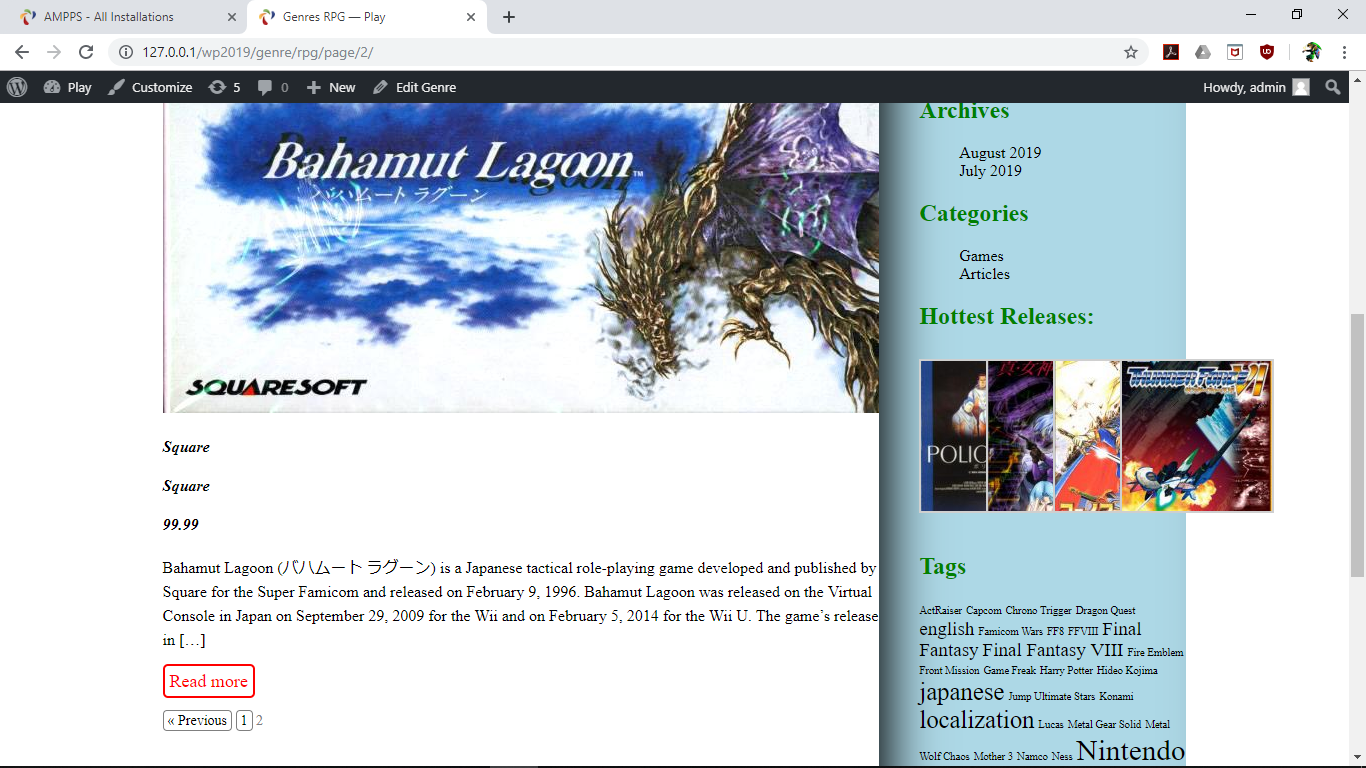 AMPPS - All Installations
Genres RPG — Play
127.0.0.1/wp2019/genre/rpg/page/2/
Play
Customize
5
0
New
Edit Genre
Howdy, admin
Bahamut Lagoon™
バハムート ラグーン
SQUARESOFT
Square
Square
99.99
Bahamut Lagoon (バハムート ラグーン) is a Japanese tactical role-playing game developed and published by
Square for the Super Famicom and released on February 9, 1996. Bahamut Lagoon was released on the Virtual
Console in Japan on September 29, 2009 for the Wii and on February 5, 2014 for the Wii U. The game’s release
in […]
Read more
« Previous 1 2
Archives
August 2019
July 2019
Categories
Games
Articles
Hottest Releases:
POLIC
真・女神
THUNDER FORCE VI
Tags
ActRaiser Capcom Chrono Trigger Dragon Quest
english Famicom Wars FF8 FFVIII Final
Fantasy Final Fantasy VIII Fire Emblem
Front Mission Game Freak Harry Potter Hideo Kojima
japanese Jump Ultimate Stars Konami
localization Lucas Metal Gear Solid Metal
Wolf Chaos Mother 3 Namco Ness Nintendo